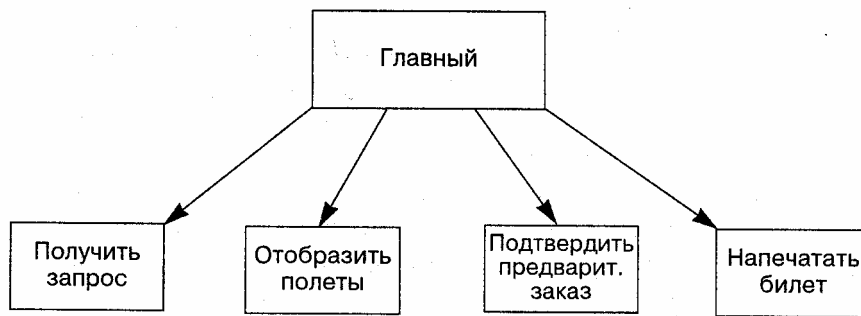 Главный
Получить
запрос
Отобразить
полеты
Подтвердить
предварит.
заказ
Напечатать
билет